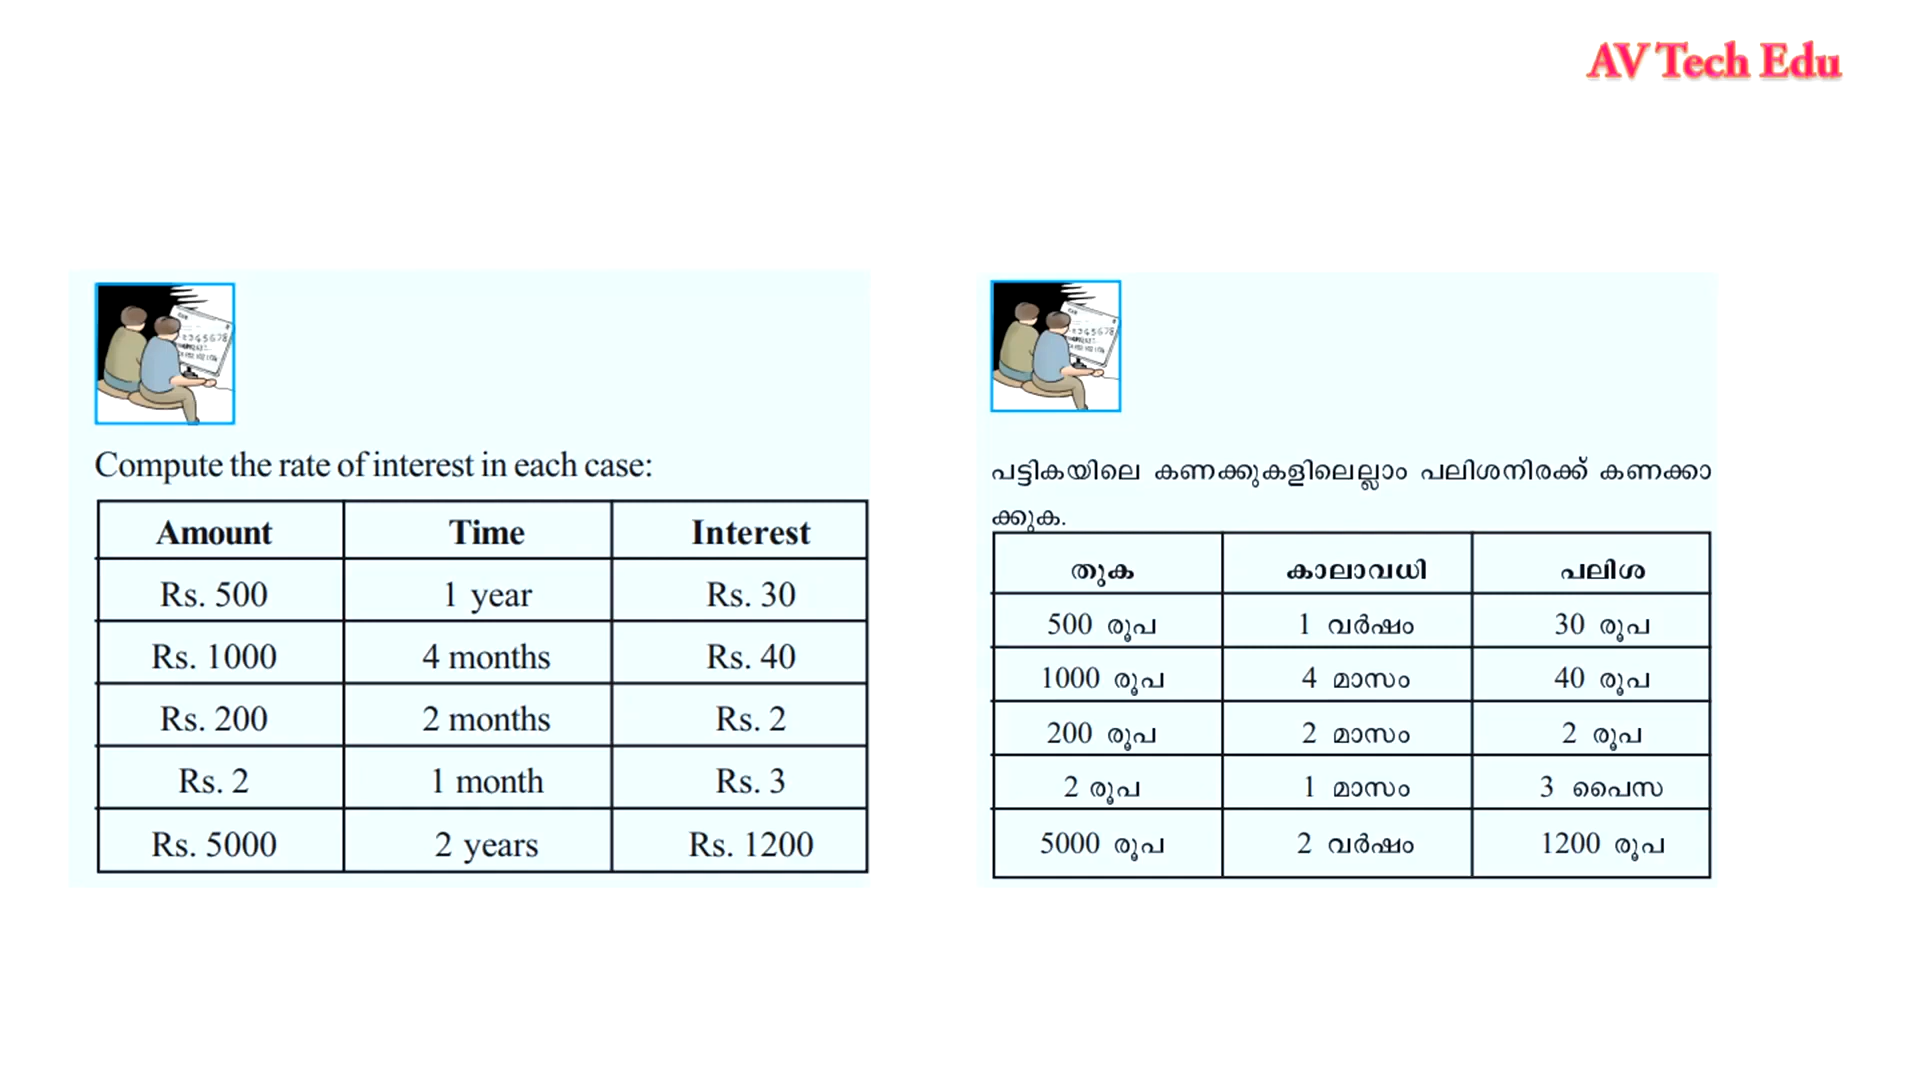 AV Tech Edu
Compute the rate of interest in each case:
Amount Time Interest
Rs. 500 1 year Rs. 30
Rs. 1000 4 months Rs. 40
Rs. 200 2 months Rs. 2
Rs. 2 1 month Rs. 3
Rs. 5000 2 years Rs. 1200
പട്ടികയിലെ കണക്കുകളിലെല്ലാം പലിശനിരക്ക് കണക്കാ
ക്കുക.
തുക കാലാവധി പലിശ
500 രൂപ 1 വർഷം 30 രൂപ
1000 രൂപ 4 മാസം 40 രൂപ
200 രൂപ 2 മാസം 2 രൂപ
2 രൂപ 1 മാസം 3 പൈസ
5000 രൂപ 2 വർഷം 1200 രൂപ